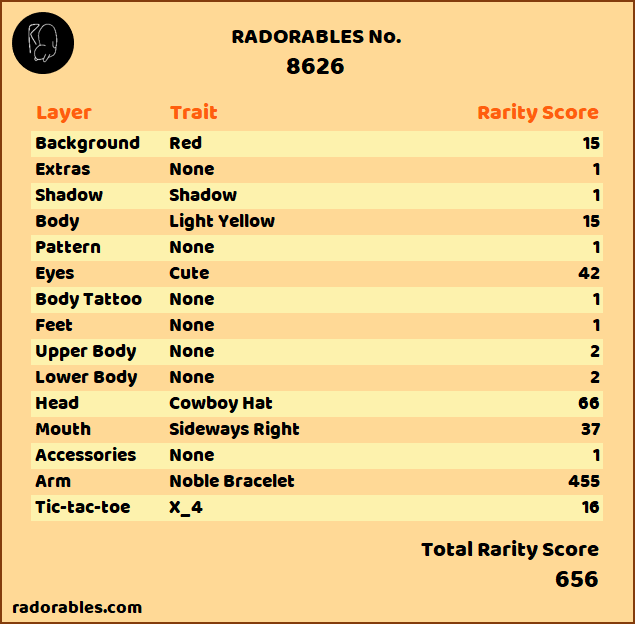 RADORABLES No.
8626
Layer Trait Rarity Score
Background Red 15
Extras None 1
Shadow Shadow 1
Body Light Yellow 15
Pattern None 1
Eyes Cute 42
Body Tattoo None 1
Feet None 1
Upper Body None 2
Lower Body None 2
Head Cowboy Hat 66
Mouth Sideways Right 37
Accessories None 1
Arm Noble Bracelet 455
Tic-tac-toe X_4 16
Total Rarity Score
656
radorables.com